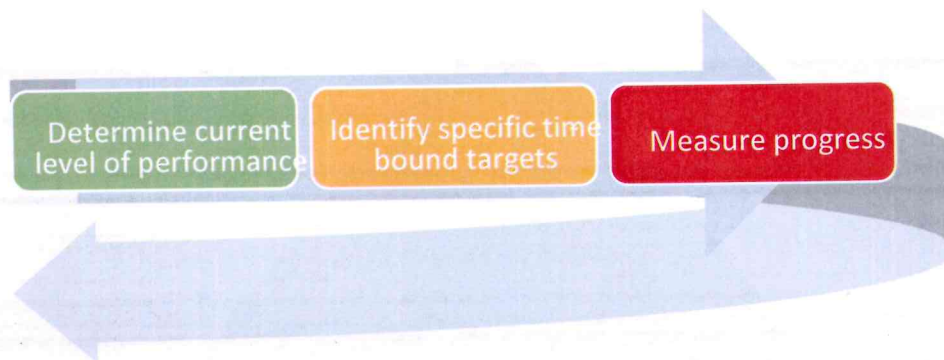 Determine current
level of performance
Identify specific time
bound targets
Measure progress